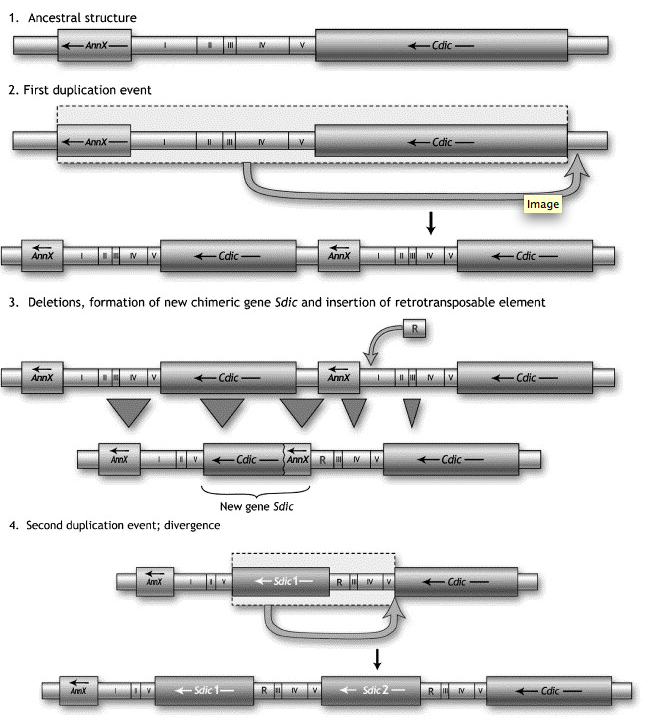 1. Ancestral structure
AnnX I II III IV V Cdic
2. First duplication event
AnnX I II III IV V Cdic
Image
AnnX I II III IV V Cdic AnnX I II III IV V Cdic
3. Deletions, formation of new chimeric gene Sdic and insertion of retrotransposable element
R
AnnX I II III IV V Cdic AnnX I II III IV V Cdic
AnnX I II V Cdic AnnX R III IV V Cdic
New gene Sdic
4. Second duplication event; divergence
AnnX I II V Sdic1 R III IV V Cdic
AnnX I II V Sdic1 R III IV V Sdic2 R III IV V Cdic